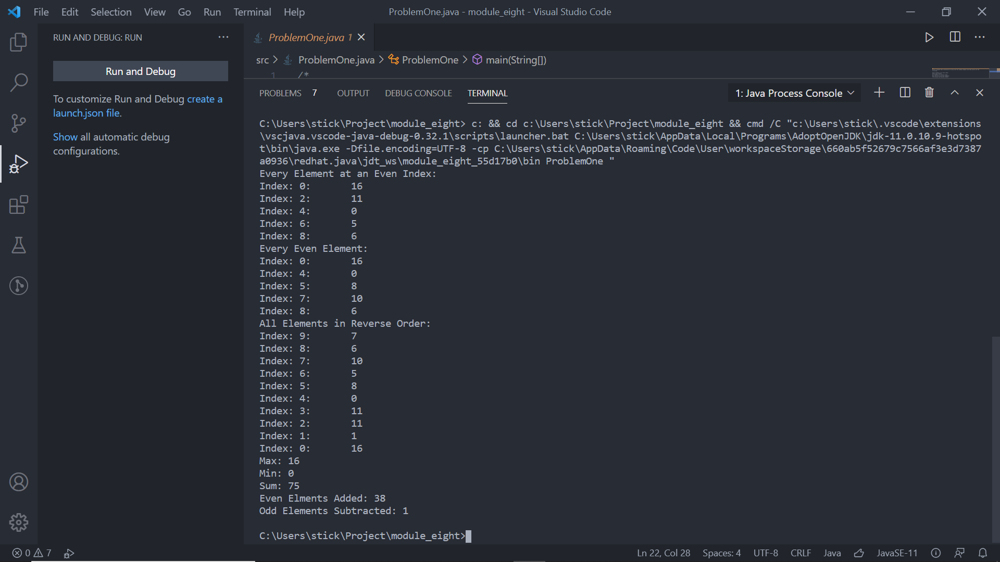 File Edit Selection View Go Run Terminal Help
ProblemOne.java - module_eight - Visual Studio Code
RUN AND DEBUG: RUN
Run and Debug
To customize Run and Debug create a
launch.json file.
Show all automatic debug
configurations.
ProblemOne.java 1
src > ProblemOne.java > ProblemOne > main(String[])
1 /*
PROBLEMS 7 OUTPUT DEBUG CONSOLE TERMINAL
1: Java Process Console
C:\Users\stick\Project\module_eight> c: && cd c:\Users\stick\Project\module_eight && cmd /C "c:\Users\stick\.vscode\extensions
\vscjava.vscode-java-debug-0.32.1\scripts\launcher.bat C:\Users\stick\AppData\Local\Programs\AdoptOpenJDK\jdk-11.0.10.9-hotspo
t\bin\java.exe -Dfile.encoding=UTF-8 -cp C:\Users\stick\AppData\Roaming\Code\User\workspaceStorage\660ab5f52679c7566af3e3d7387
a0936\redhat.java\jdt_ws\module_eight_55d17b0\bin ProblemOne "
Every Element at an Even Index:
Index: 0: 16
Index: 2: 11
Index: 4: 0
Index: 6: 5
Index: 8: 6
Every Even Element:
Index: 0: 16
Index: 4: 0
Index: 5: 8
Index: 7: 10
Index: 8: 6
All Elements in Reverse Order:
Index: 9: 7
Index: 8: 6
Index: 7: 10
Index: 6: 5
Index: 5: 8
Index: 4: 0
Index: 3: 11
Index: 2: 11
Index: 1: 1
Index: 0: 16
Max: 16
Min: 0
Sum: 75
Even Elments Added: 38
Odd Elements Subtracted: 1
C:\Users\stick\Project\module_eight>
0 7
Ln 22, Col 28 Spaces: 4 UTF-8 CRLF Java JavaSE-11